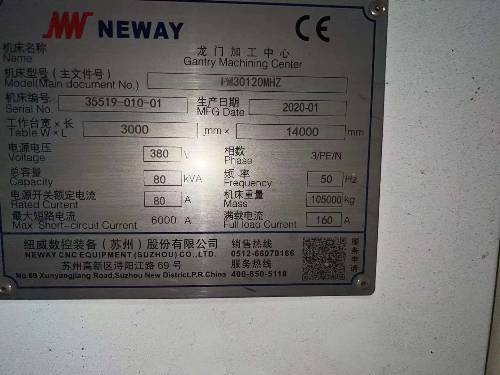 NEWAY CE
机床名称 龙门加工中心
Name Gantry Machining Center
机床型号(主文件号)
Model(Main document No.) PM30120MHZ
机床编号 35519-010-01 生产日期 2020-01
Serial No. MFG Date
工作台宽×长 3000 mm × 14000 mm
Table W×L
电源电压 380 V 相数 3/PE/N
Voltage Phase
总容量 80 kVA 频率 50 Hz
Capacity Frequency
电源开关额定电流 80 A 机床重量 105000 kg
Rated Current Mass
最大短路电流 6000 A 满载电流 160 A
Max. Short-circuit Current Full load Current
纽威数控装备(苏州)股份有限公司 销售热线
NEWAY CNC EQUIPMENT (SUZHOU) CO.,LTD. 0512-66070166
苏州高新区浔阳江路69号 服务热线
No 69 Xunyangjiang Road,Suzhou New District,P.R.China 400-850-5118
服务申请